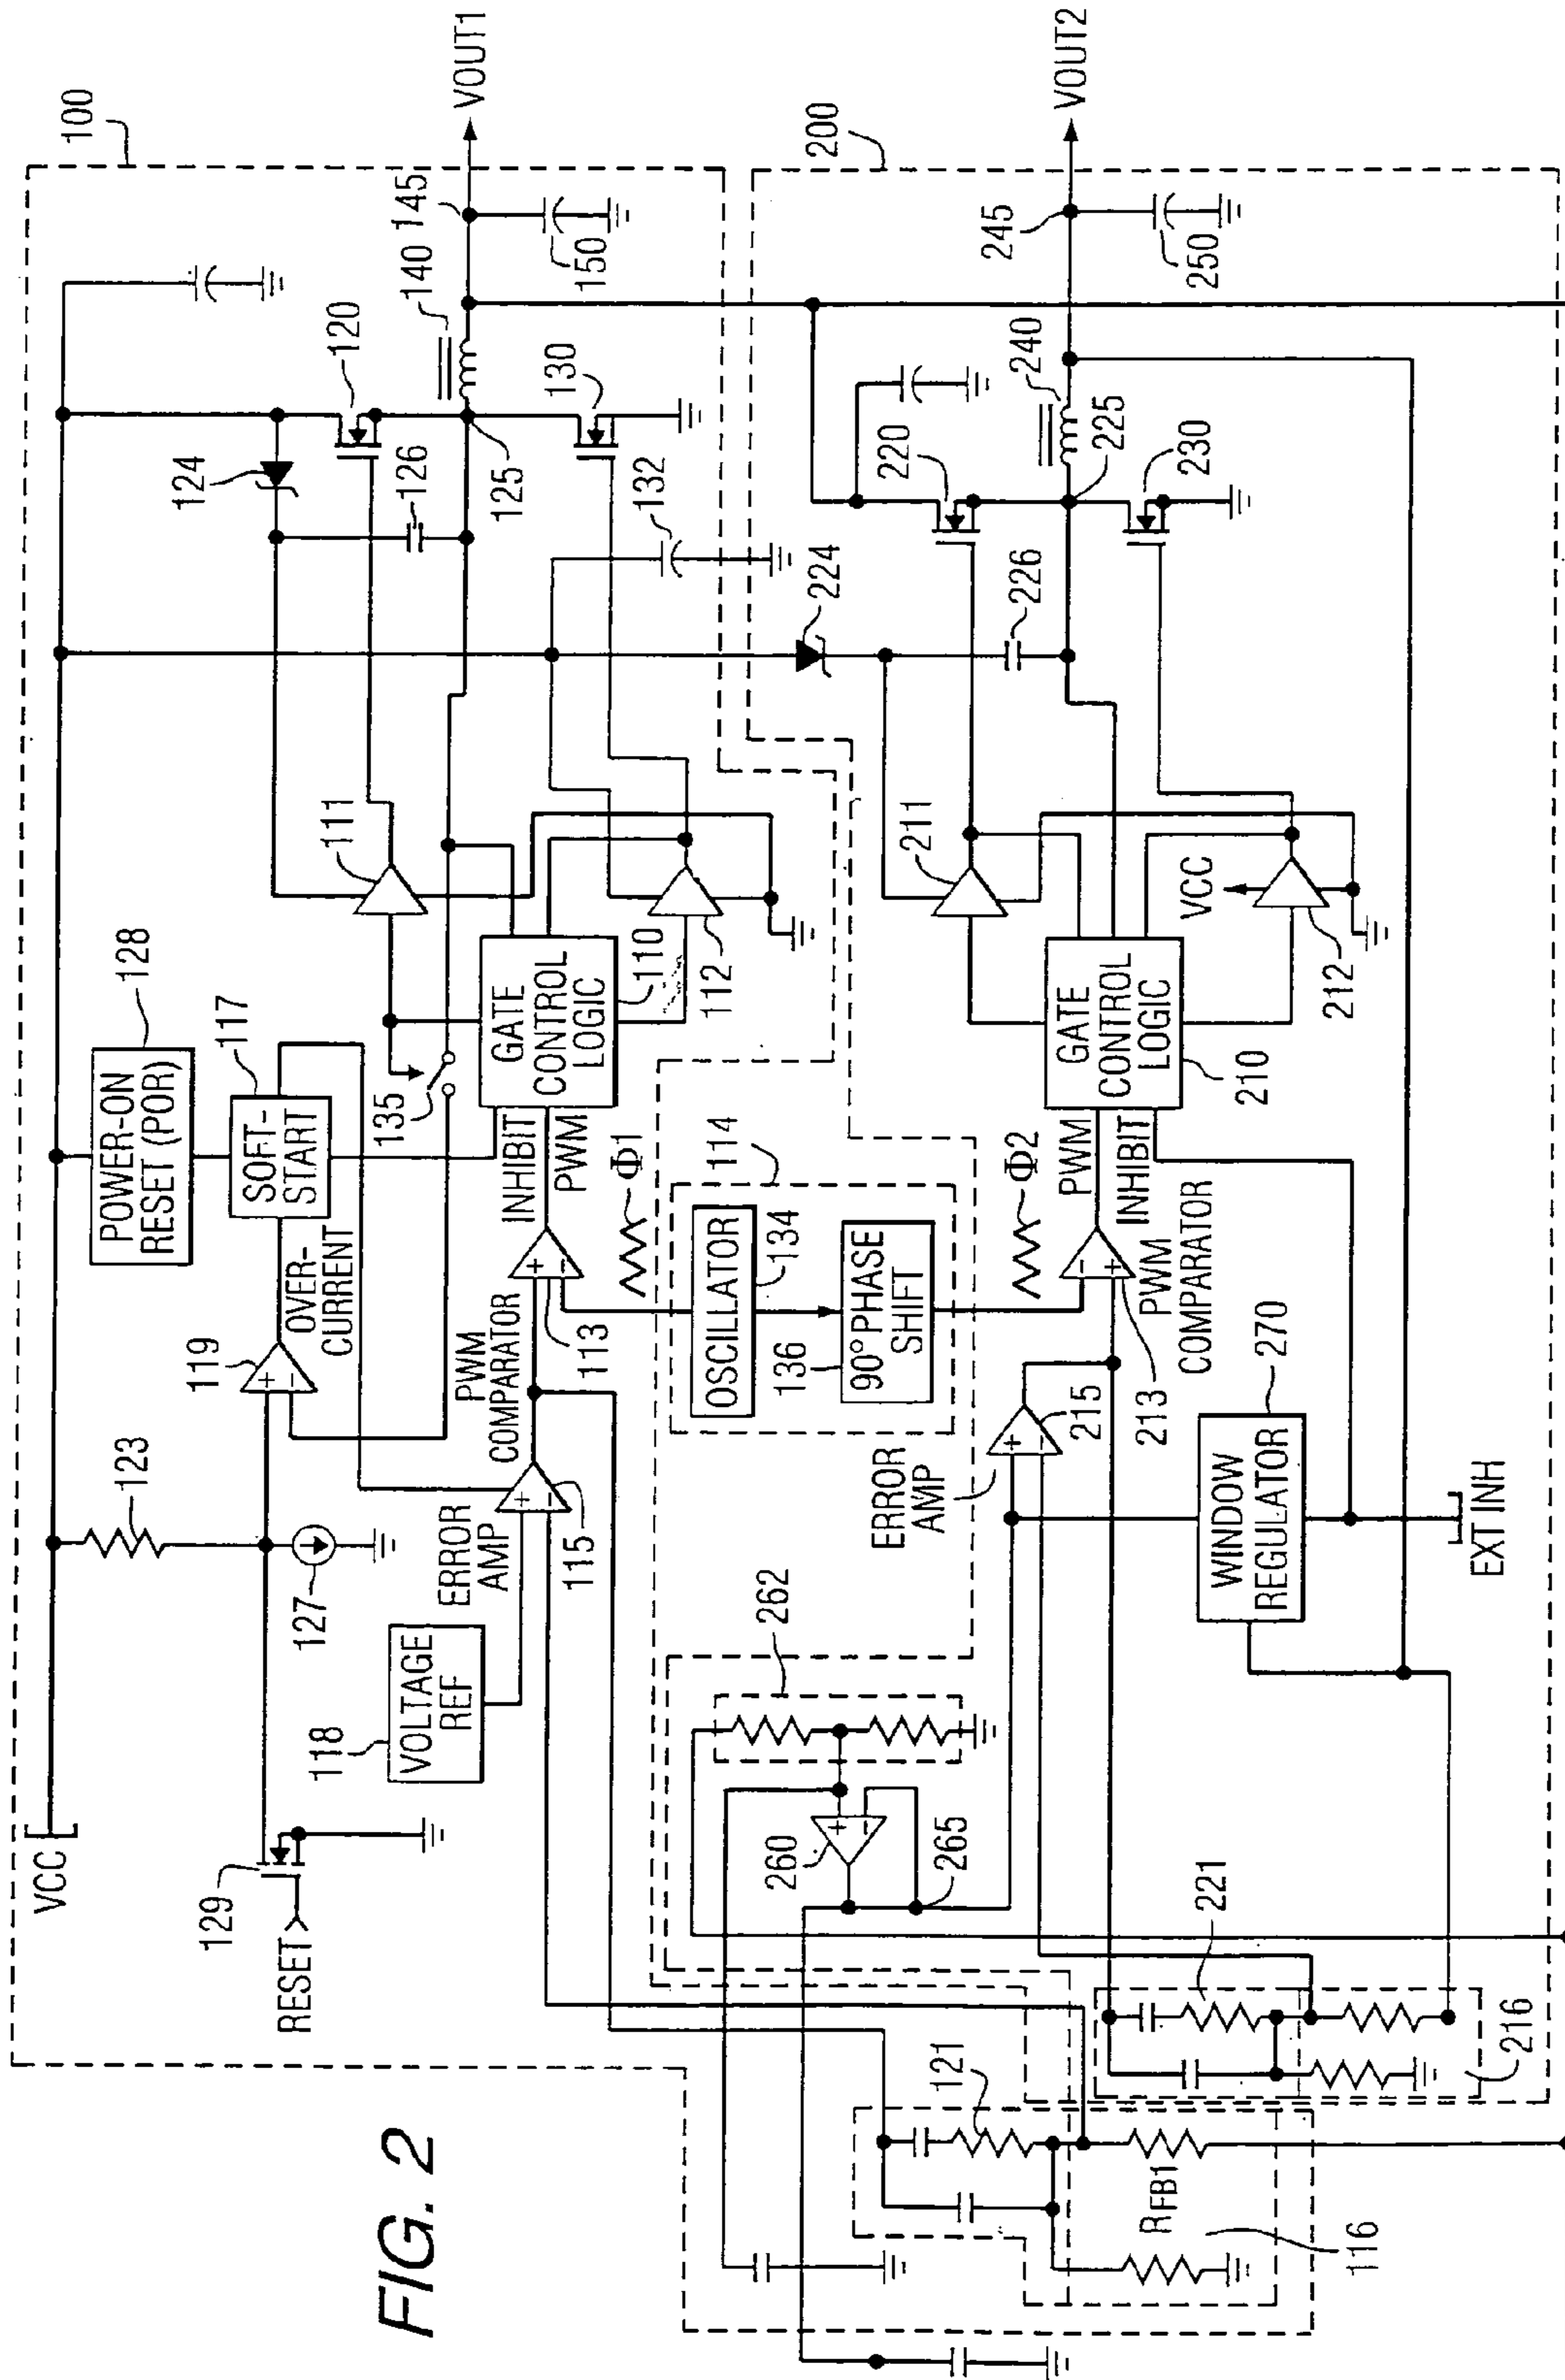 FIG. 2
VCC
100
VOUT1
145
150
140
120
130
124
126
125
132
111
128
POWER-ON
RESET (POR)
117
SOFT-
START
119
OVER-
CURRENT
123
127
129
RESET
118
VOLTAGE
REF
ERROR
AMP
115
PWM
COMPARATOR
113
INHIBIT
PWM
GATE
CONTROL
LOGIC
110
112
135
Φ1
114
OSCILLATOR
134
136
90° PHASE
SHIFT
Φ2
200
VOUT2
245
250
240
220
230
225
224
226
211
VCC
212
GATE
CONTROL
LOGIC
210
PWM
INHIBIT
PWM
COMPARATOR
213
215
ERROR
AMP
270
WINDOW
REGULATOR
EXT INH
262
260
265
221
216
121
RFB1
116